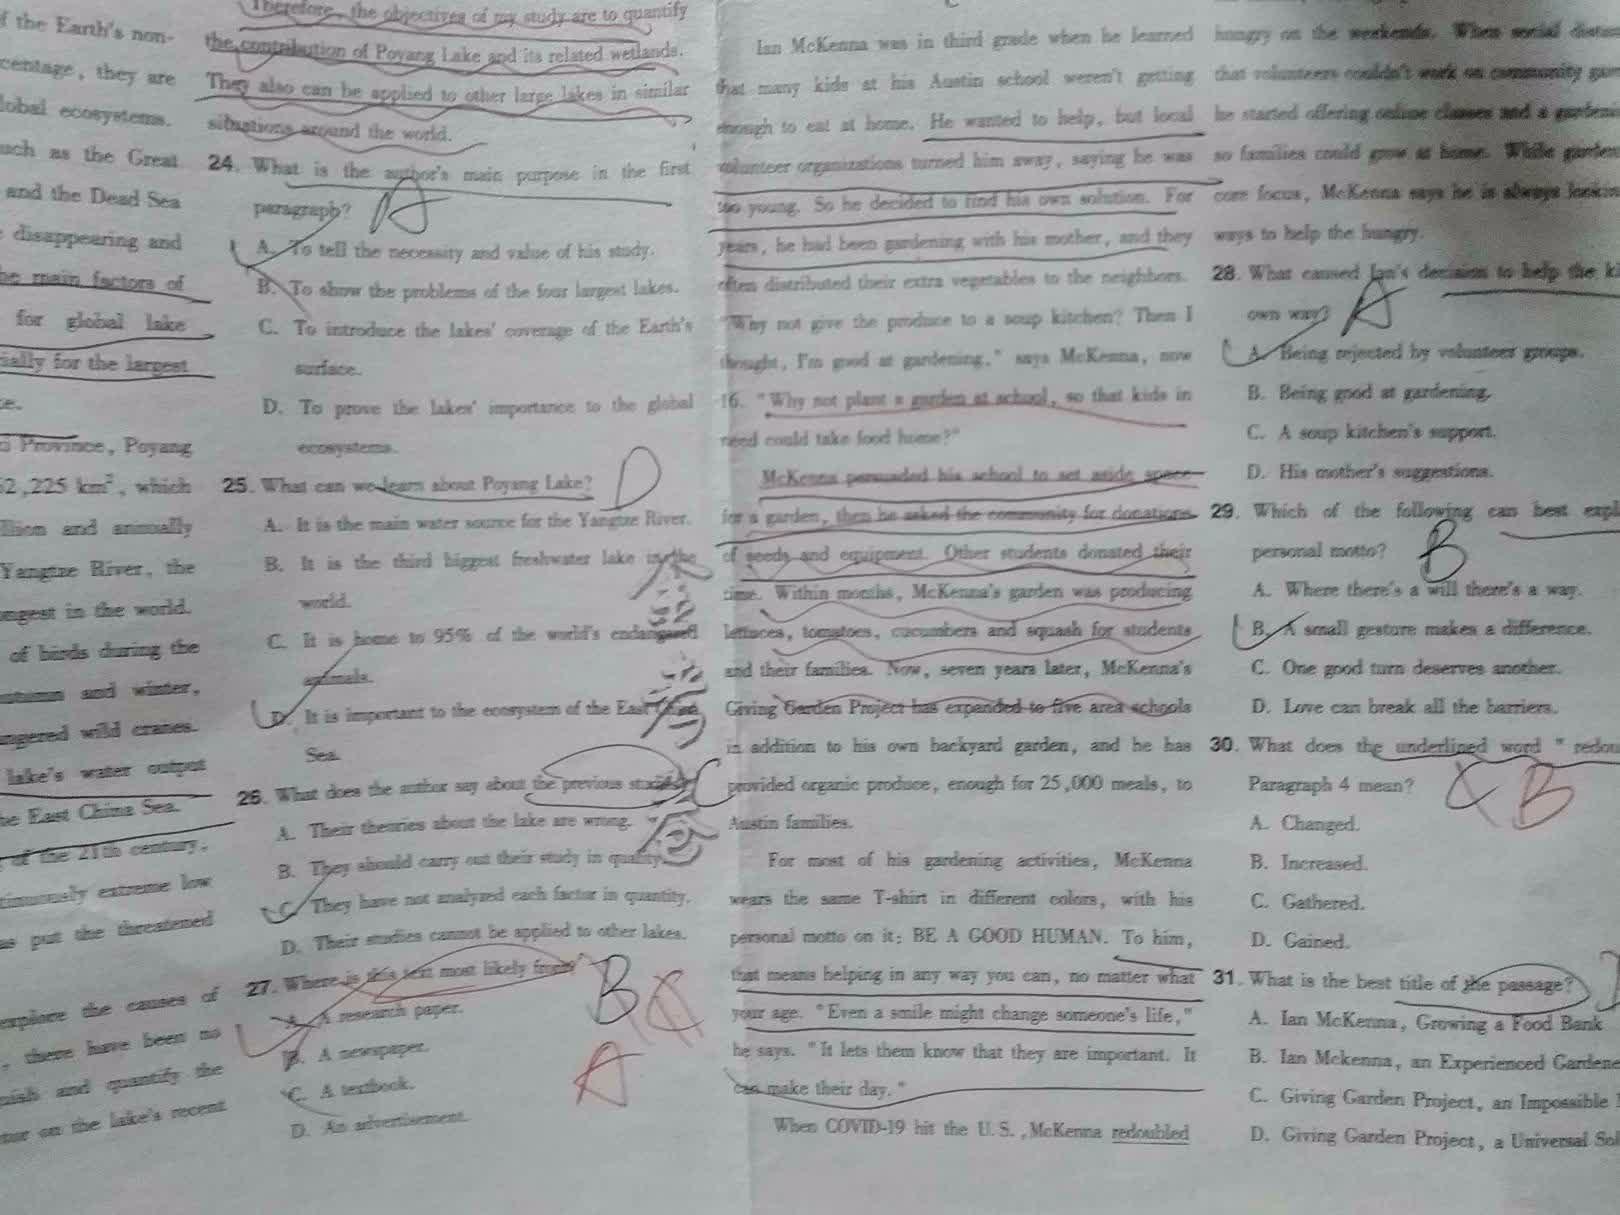 f the Earth's non-
centage, they are
lobal ecosystems.
uch as the Great
and the Dead Sea
disappearing and
he main factors of
for global lake
ially for the largest
ce.
Province, Poyang
62,225 km², which
llion and annually
Yangtze River, the
ongest in the world.
of birds during the
utumn and winter,
ngered wild cranes.
lake's water output
he East China Sea.
of the 21th century,
tinuously extreme low
as put the threatened
explore the causes of
, there have been no
uish and quantify the
tor on the lake's recent
Therefore, the objectives of my study are to quantify
the contribution of Poyang Lake and its related wetlands.
They also can be applied to other large lakes in similar
situations around the world.
24. What is the author's main purpose in the first
paragraph? A
A. To tell the necessity and value of his study.
B. To show the problems of the four largest lakes.
C. To introduce the lakes' coverage of the Earth's
surface.
D. To prove the lakes' importance to the global
ecosystems.
25. What can we learn about Poyang Lake? D
A. It is the main water source for the Yangtze River.
B. It is the third biggest freshwater lake in the
world.
C. It is home to 95% of the world's endangered
animals.
D. It is important to the ecosystem of the East China
Sea.
26. What does the author say about the previous studies? C
A. Their theories about the lake are wrong.
B. They should carry out their study in quality.
C. They have not analyzed each factor in quantity.
D. Their studies cannot be applied to other lakes.
27. Where is this text most likely from? B
A. A research paper.
B. A newspaper.
C. A textbook. A
D. An advertisement.
Ian McKenna was in third grade when he learned
that many kids at his Austin school weren't getting
enough to eat at home. He wanted to help, but local
volunteer organizations turned him away, saying he was
too young. So he decided to find his own solution. For
years, he had been gardening with his mother, and they
often distributed their extra vegetables to the neighbors.
"Why not give the produce to a soup kitchen? Then I
thought, I'm good at gardening," says McKenna, now
16. "Why not plant a garden at school, so that kids in
need could take food home?"
McKenna persuaded his school to set aside space
for a garden, then he asked the community for donations
of seeds and equipment. Other students donated their
time. Within months, McKenna's garden was producing
lettuces, tomatoes, cucumbers and squash for students
and their families. Now, seven years later, McKenna's
Giving Garden Project has expanded to five area schools
in addition to his own backyard garden, and he has
provided organic produce, enough for 25,000 meals, to
Austin families.
For most of his gardening activities, McKenna
wears the same T-shirt in different colors, with his
personal motto on it: BE A GOOD HUMAN. To him,
that means helping in any way you can, no matter what
your age. "Even a smile might change someone's life,"
he says. "It lets them know that they are important. It
can make their day."
When COVID-19 hit the U.S., McKenna redoubled
hungry on the weekends. When social distan
that volunteers couldn't work on community gar
he started offering online classes and a gardene
so families could grow at home. While garden
core focus, McKenna says he is always lookin
ways to help the hungry.
28. What caused Ian's decision to help the ki
own way? A
A. Being rejected by volunteer groups.
B. Being good at gardening.
C. A soup kitchen's support.
D. His mother's suggestions.
29. Which of the following can best expl
personal motto? B
A. Where there's a will there's a way.
B. A small gesture makes a difference.
C. One good turn deserves another.
D. Love can break all the barriers.
30. What does the underlined word "redou
Paragraph 4 mean? B
A. Changed.
B. Increased.
C. Gathered.
D. Gained.
31. What is the best title of the passage?
A. Ian McKenna, Growing a Food Bank
B. Ian Mckenna, an Experienced Gardene
C. Giving Garden Project, an Impossible
D. Giving Garden Project, a Universal Sol